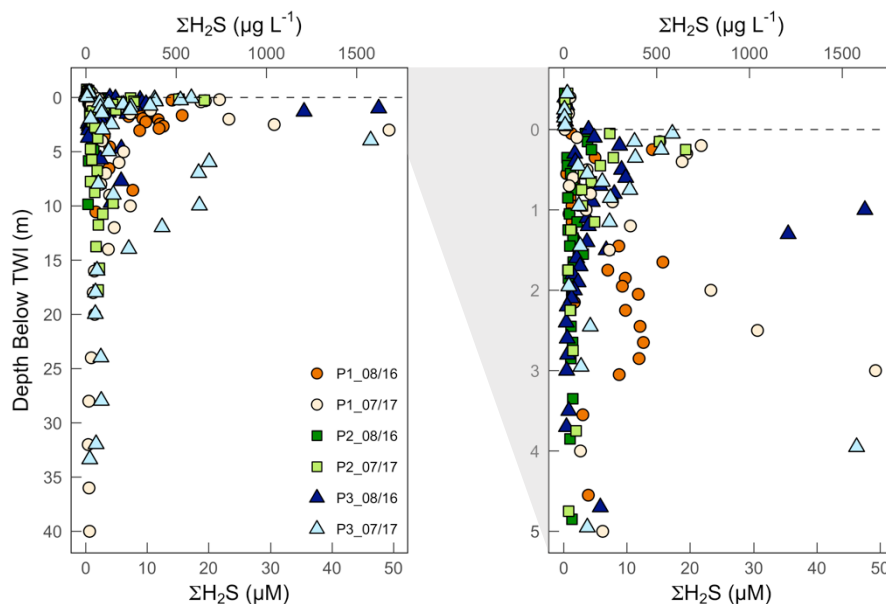 ΣH₂S (µg L⁻¹)
0 500 1000 1500
0
5
10
15
20
25
30
35
40
Depth Below TWI (m)
P1_08/16
P1_07/17
P2_08/16
P2_07/17
P3_08/16
P3_07/17
0 10 20 30 40 50
ΣH₂S (µM)
ΣH₂S (µg L⁻¹)
0 500 1000 1500
0
1
2
3
4
5
0 10 20 30 40 50
ΣH₂S (µM)